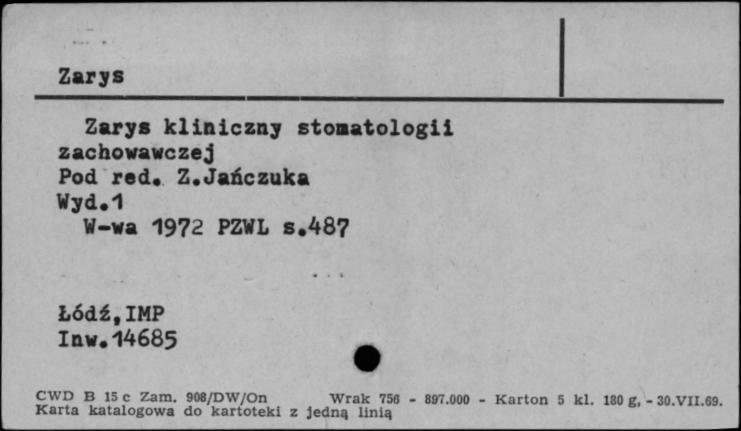 Zarys
Zarys kliniczny stomatologii
zachowawczej
Pod red. Z.Jańczuka
Wyd.1
W-wa 1972 PZWL s.487
Łódź,IMP
Inw.14685
CWD B 15 c Zam. 908/DW/On Wrak 756 - 897.000 - Karton 5 kl. 180 g, - 30.VII.69.
Karta katalogowa do kartoteki z jedną linią